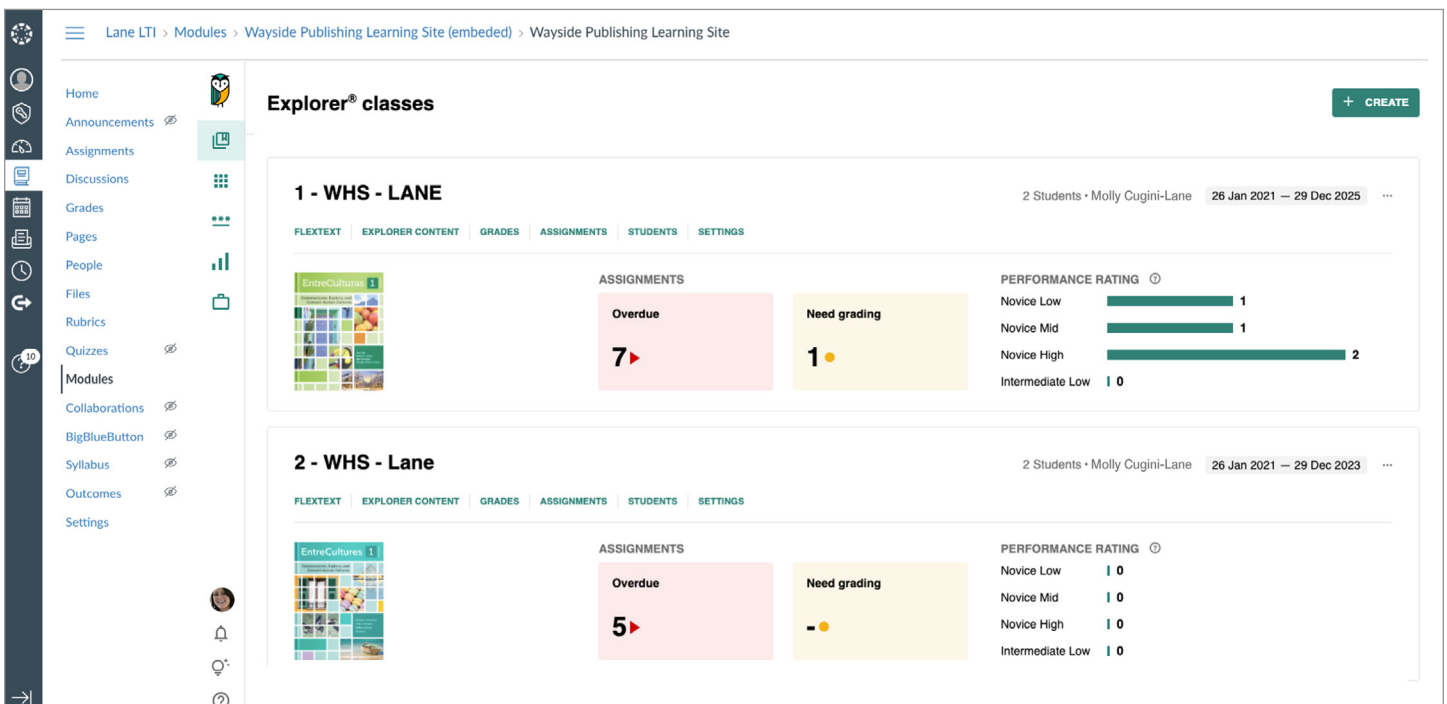 Lane LTI > Modules > Wayside Publishing Learning Site (embeded) > Wayside Publishing Learning Site
Home
Announcements
Assignments
Discussions
Grades
Pages
People
Files
Rubrics
Quizzes
Modules
Collaborations
BigBlueButton
Syllabus
Outcomes
Settings
10
Explorer® classes
+ CREATE
1 - WHS - LANE
2 Students • Molly Cugini-Lane 26 Jan 2021 — 29 Dec 2025 ...
FLEXTEXT EXPLORER CONTENT GRADES ASSIGNMENTS STUDENTS SETTINGS
EntreCulturas 1
ASSIGNMENTS
Overdue
7
Need grading
1
PERFORMANCE RATING
Novice Low 1
Novice Mid 1
Novice High 2
Intermediate Low 0
2 - WHS - Lane
2 Students • Molly Cugini-Lane 26 Jan 2021 — 29 Dec 2023 ...
FLEXTEXT EXPLORER CONTENT GRADES ASSIGNMENTS STUDENTS SETTINGS
EntreCultures 1
ASSIGNMENTS
Overdue
5
Need grading
-
PERFORMANCE RATING
Novice Low 0
Novice Mid 0
Novice High 0
Intermediate Low 0